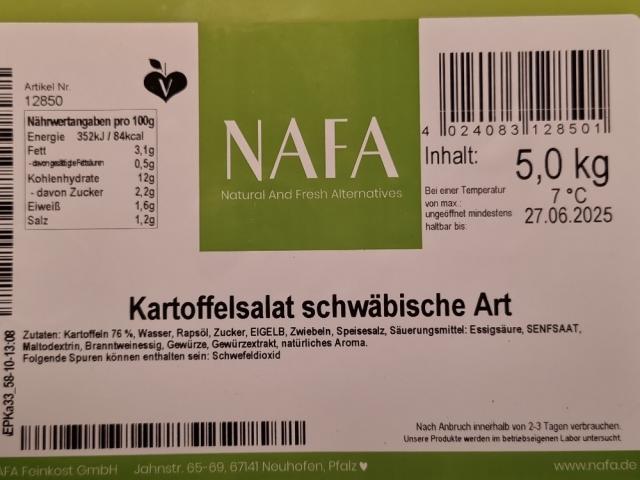 Artikel Nr.
12850
V
Nährwertangaben pro 100g
Energie 352kJ / 84kcal
Fett 3,1g
- davon gesättigte Fettsäuren 0,5g
Kohlenhydrate 12g
- davon Zucker 2,2g
Eiweiß 1,6g
Salz 1,2g
NAFA
Natural And Fresh Alternatives
4 024083 128501
Inhalt: 5,0 kg
Bei einer Temperatur
von max.: 7 °C
ungeöffnet mindestens
haltbar bis: 27.06.2025
Kartoffelsalat schwäbische Art
Zutaten: Kartoffeln 76 %, Wasser, Rapsöl, Zucker, EIGELB, Zwiebeln, Speisesalz, Säuerungsmittel: Essigsäure, SENFSAAT,
Maltodextrin, Branntweinessig, Gewürze, Gewürzextrakt, natürliches Aroma.
Folgende Spuren können enthalten sein: Schwefeldioxid
EPKa33_58-10-13:08
Nach Anbruch innerhalb von 2-3 Tagen verbrauchen.
Unsere Produkte werden im betriebseigenen Labor untersucht.
AFA Feinkost GmbH Jahnstr. 65-69, 67141 Neuhofen, Pfalz ♥ www.nafa.de